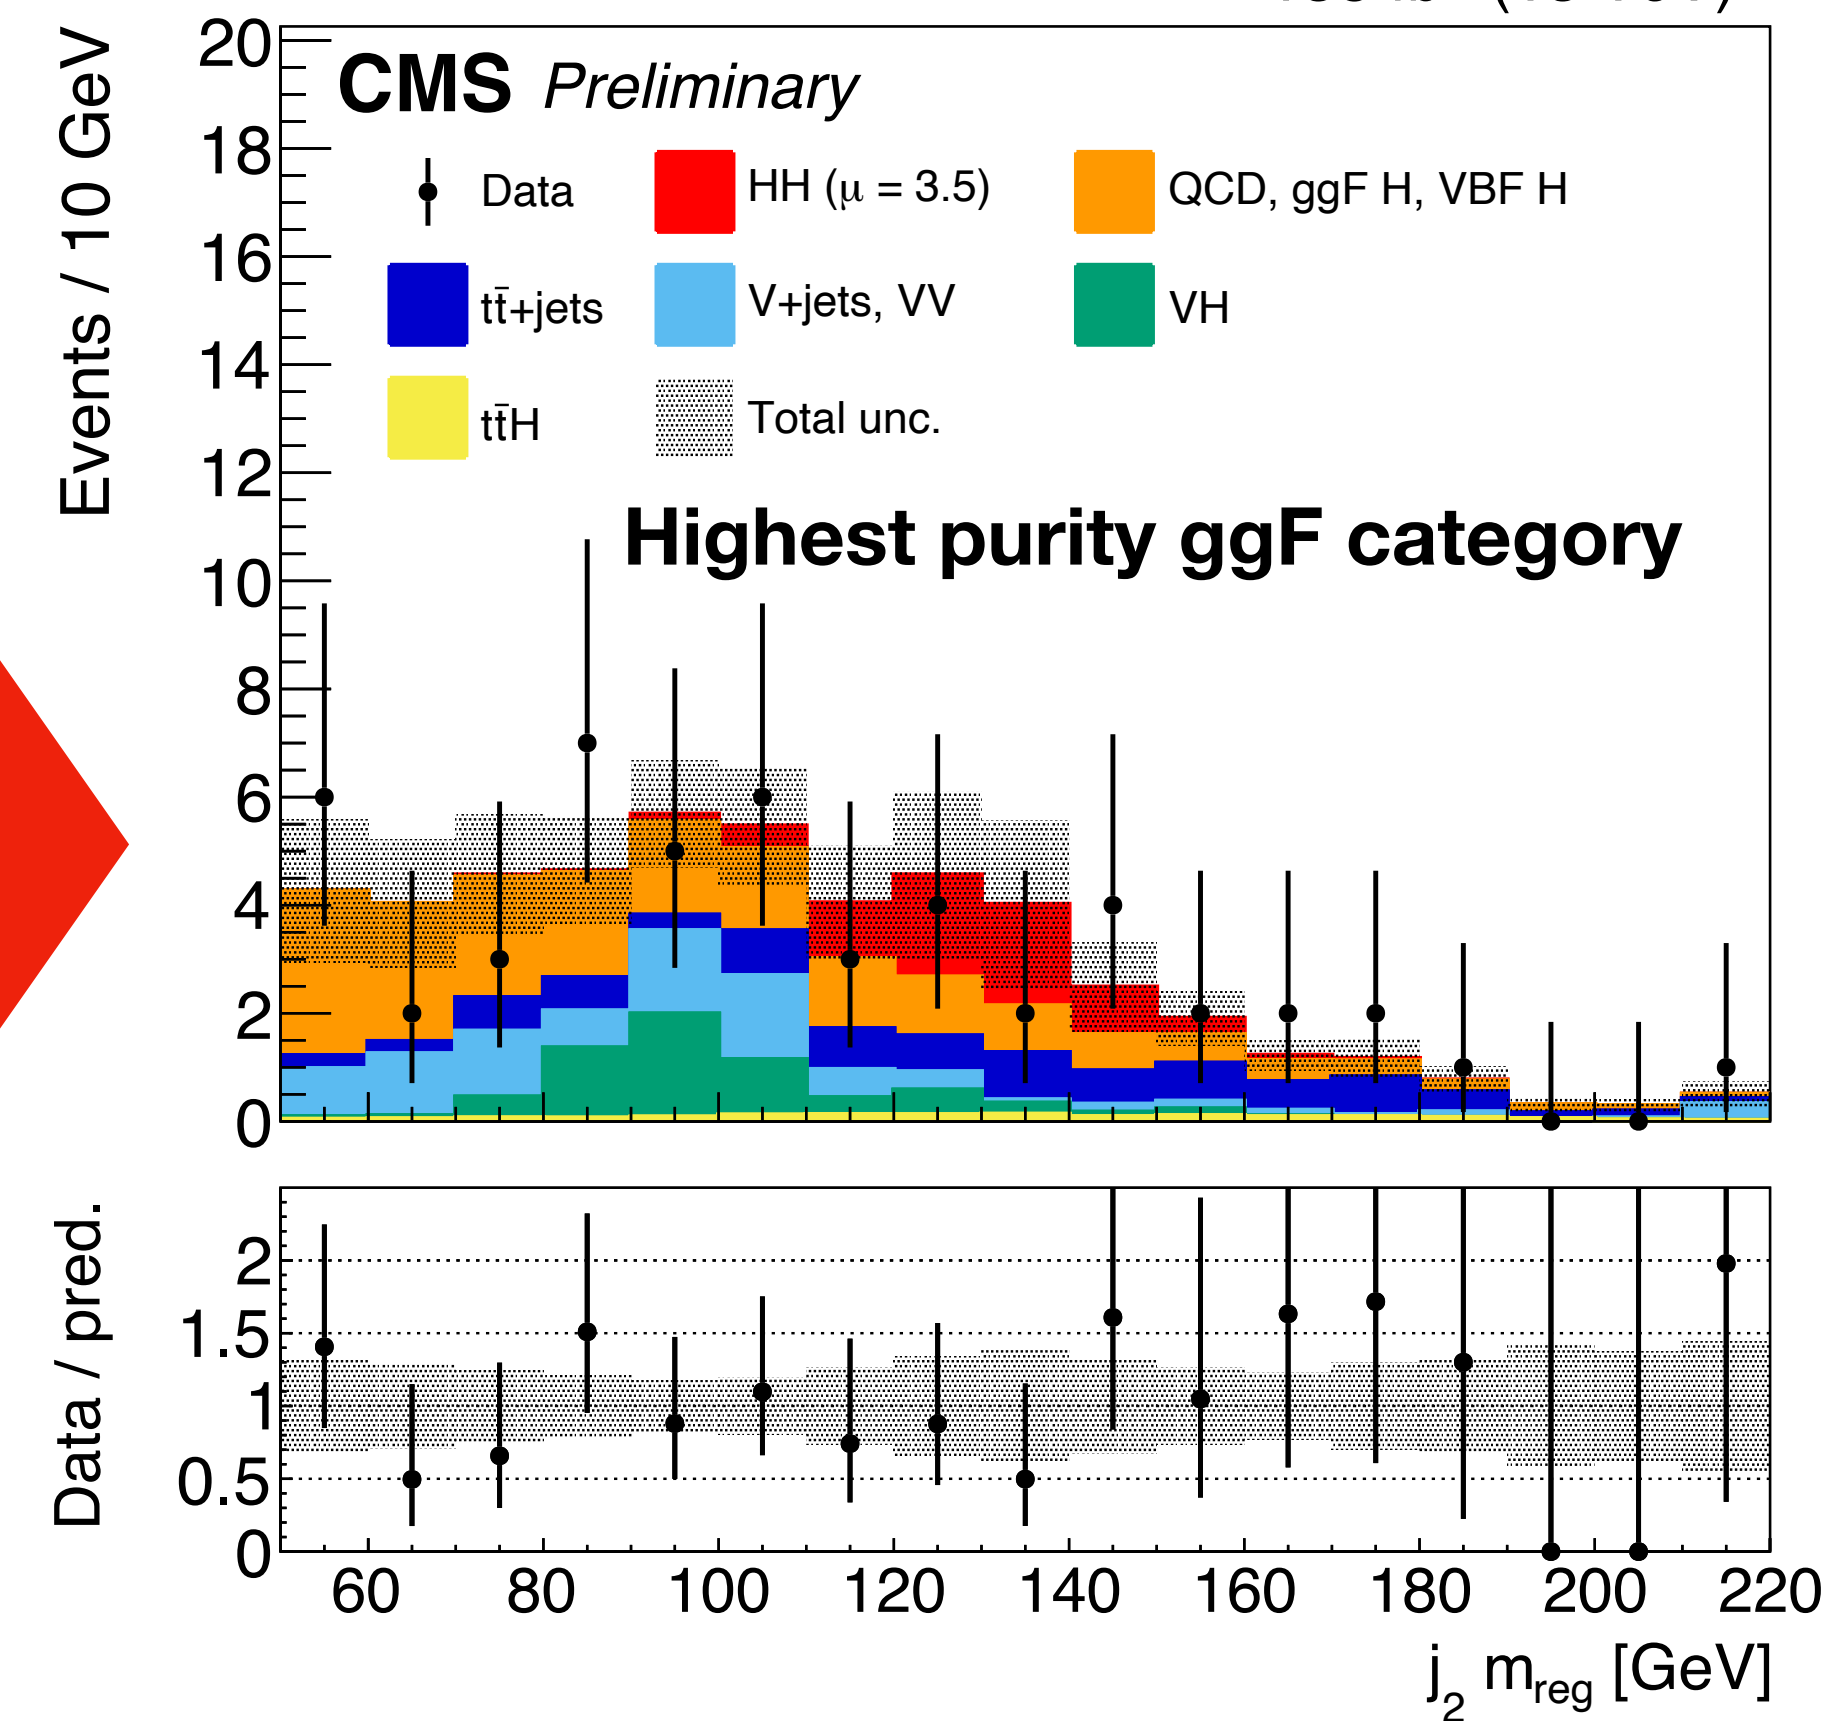 CMS Preliminary
Data
HH (μ = 3.5)
QCD, ggF H, VBF H
tt̄+jets
V+jets, VV
VH
tt̄H
Total unc.
Highest purity ggF category
Events / 10 GeV
20
18
16
14
12
10
8
6
4
2
0
Data / pred.
2
1.5
1
0.5
0
60 80 100 120 140 160 180 200 220
j₂ m_reg [GeV]